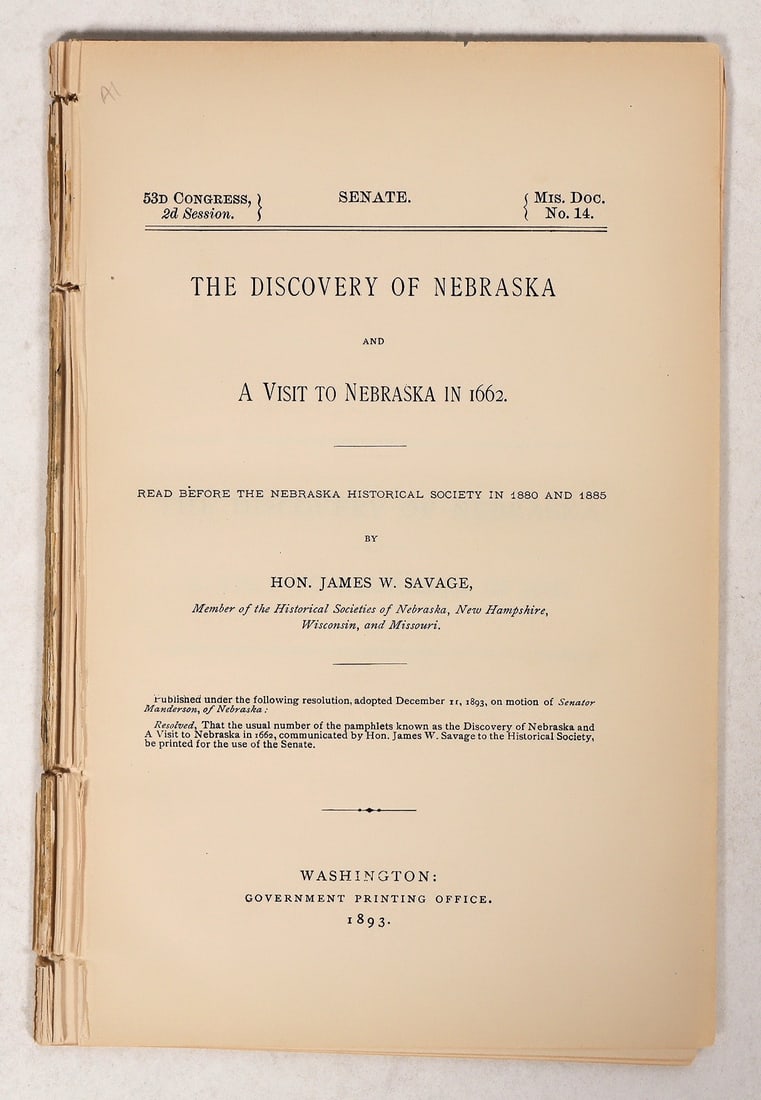 A1
53D CONGRESS, } SENATE. { MIS. DOC.
2d Session. } { No. 14.
THE DISCOVERY OF NEBRASKA
AND
A VISIT TO NEBRASKA IN 1662.
READ BEFORE THE NEBRASKA HISTORICAL SOCIETY IN 1880 AND 1885
BY
HON. JAMES W. SAVAGE,
Member of the Historical Societies of Nebraska, New Hampshire,
Wisconsin, and Missouri.
Published under the following resolution, adopted December 11, 1893, on motion of Senator
Manderson, of Nebraska:
Resolved, That the usual number of the pamphlets known as the Discovery of Nebraska and
A Visit to Nebraska in 1662, communicated by Hon. James W. Savage to the Historical Society,
be printed for the use of the Senate.
WASHINGTON:
GOVERNMENT PRINTING OFFICE.
1893.